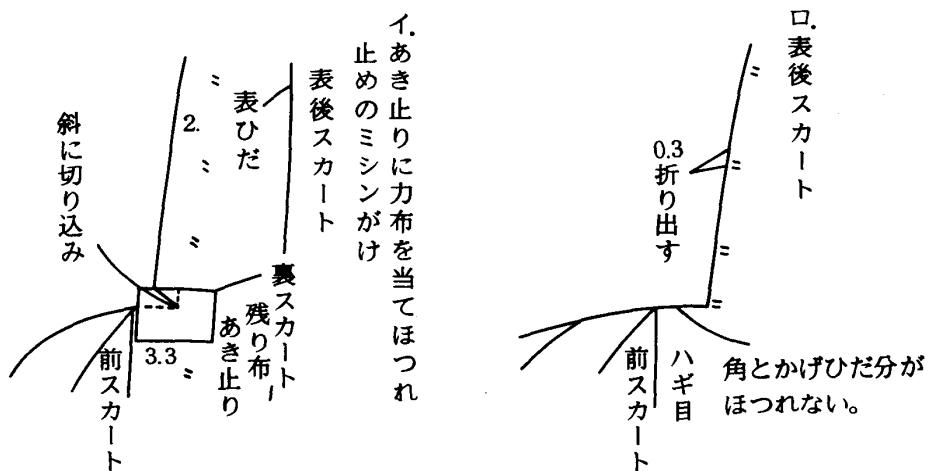 イ.あき止りに力布を当てほつれ
止めのミシンがけ
表後スカート
表ひだ
2.
斜に切り込み
裏スカート
残り布
あき止り
3.3
前スカート
ロ.表後スカート
0.3
折り出す
ハギ目
前スカート
角とかげひだ分が
ほつれない。